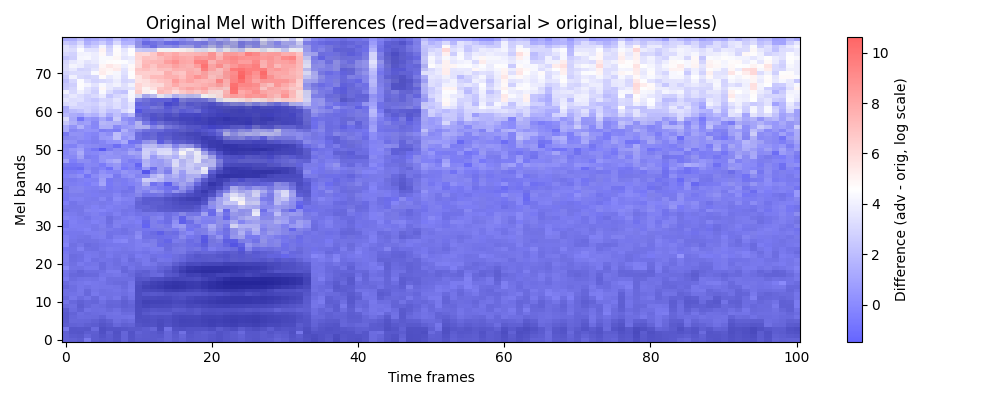 Original Mel with Differences (red=adversarial > original, blue=less)
Mel bands
70
60
50
40
30
20
10
0
0 20 40 60 80 100
Time frames
10
8
6
4
2
0
Difference (adv - orig, log scale)